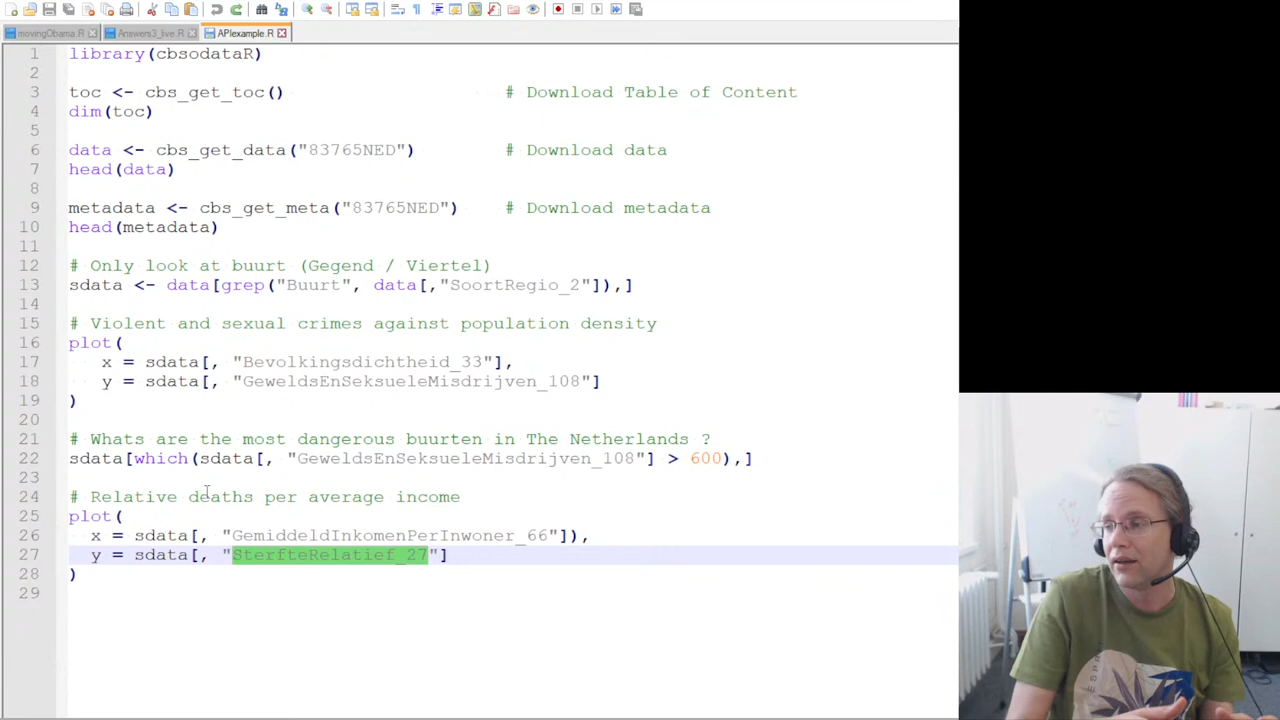 movingObama.R
Answers3_live.R
APIexample.R
1 library(cbsodataR)
2
3 toc <- cbs_get_toc() # Download Table of Content
4 dim(toc)
5
6 data <- cbs_get_data("83765NED") # Download data
7 head(data)
8
9 metadata <- cbs_get_meta("83765NED") # Download metadata
10 head(metadata)
11
12 # Only look at buurt (Gegend / Viertel)
13 sdata <- data[grep("Buurt", data[,"SoortRegio_2"]),]
14
15 # Violent and sexual crimes against population density
16 plot(
17 x = sdata[, "Bevolkingsdichtheid_33"],
18 y = sdata[, "GeweldsEnSeksueleMisdrijven_108"]
19 )
20
21 # Whats are the most dangerous buurten in The Netherlands ?
22 sdata[which(sdata[, "GeweldsEnSeksueleMisdrijven_108"] > 600),]
23
24 # Relative deaths per average income
25 plot(
26 x = sdata[, "GemiddeldInkomenPerInwoner_66"]),
27 y = sdata[, "SterfteRelatief_27"]
28 )
29